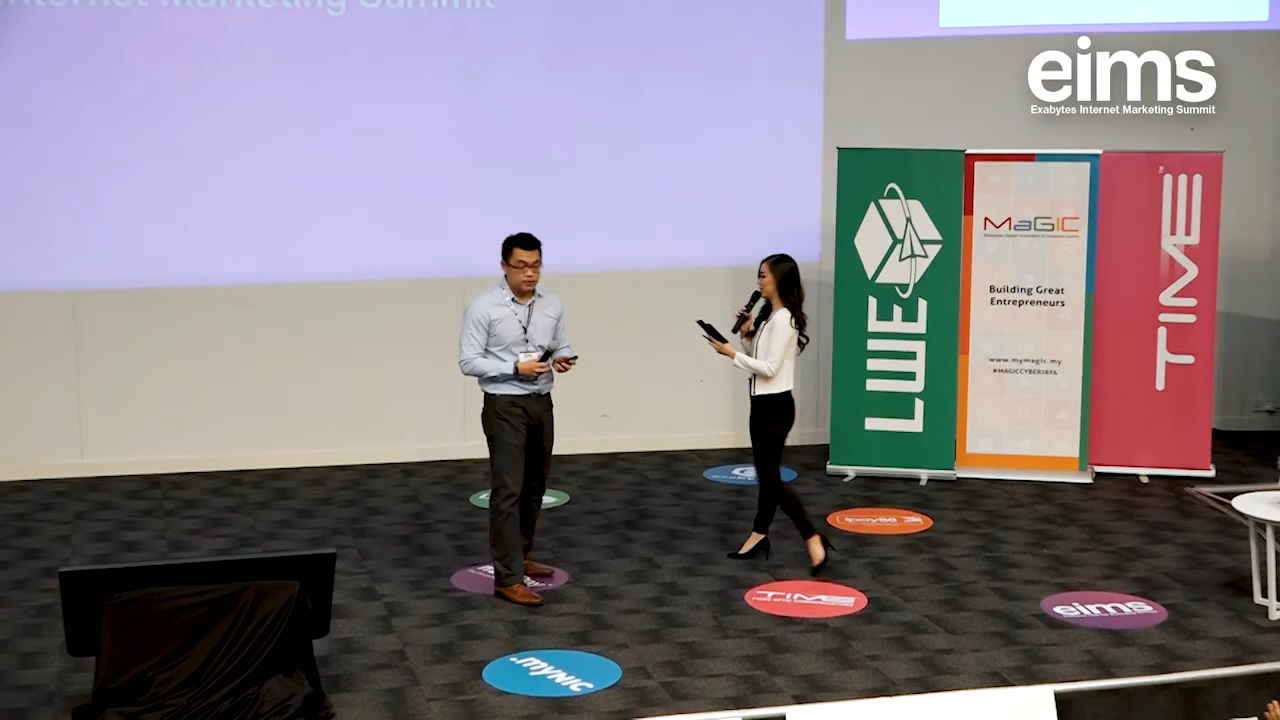 Internet Marketing Summit
eims
Exabytes Internet Marketing Summit
LWE
MaGIC
Building Great
Entrepreneurs
www.mymagic.my
#MAGICCYBERJAYA
TIME
ipay88
TIME
eims
.myNIC